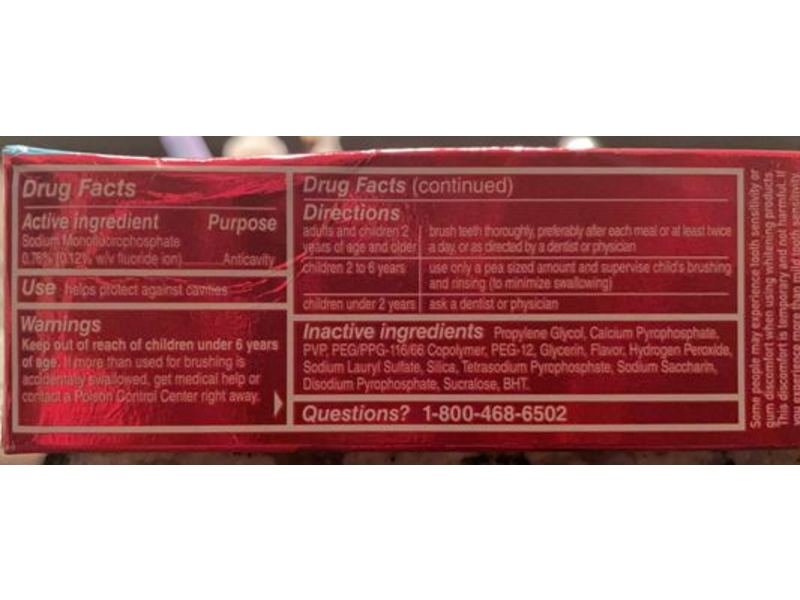 Drug Facts
Active ingredient Purpose
Sodium Monofluorophosphate
0.76% (0.12% w/v fluoride ion) Anticavity
Use helps protect against cavities
Warnings
Keep out of reach of children under 6 years
of age. If more than used for brushing is
accidentally swallowed, get medical help or
contact a Poison Control Center right away.
Drug Facts (continued)
Directions
adults and children 2 brush teeth thoroughly, preferably after each meal or at least twice
years of age and older a day, or as directed by a dentist or physician
children 2 to 6 years use only a pea sized amount and supervise child's brushing
and rinsing (to minimize swallowing)
children under 2 years ask a dentist or physician
Inactive ingredients Propylene Glycol, Calcium Pyrophosphate,
PVP, PEG/PPG-116/66 Copolymer, PEG-12, Glycerin, Flavor, Hydrogen Peroxide,
Sodium Lauryl Sulfate, Silica, Tetrasodium Pyrophosphate, Sodium Saccharin,
Disodium Pyrophosphate, Sucralose, BHT.
Questions? 1-800-468-6502
Some people may experience tooth sensitivity or
gum discomfort when using whitening products.
This discomfort is temporary and not harmful. If
you experience more than mild tooth sensitivity,